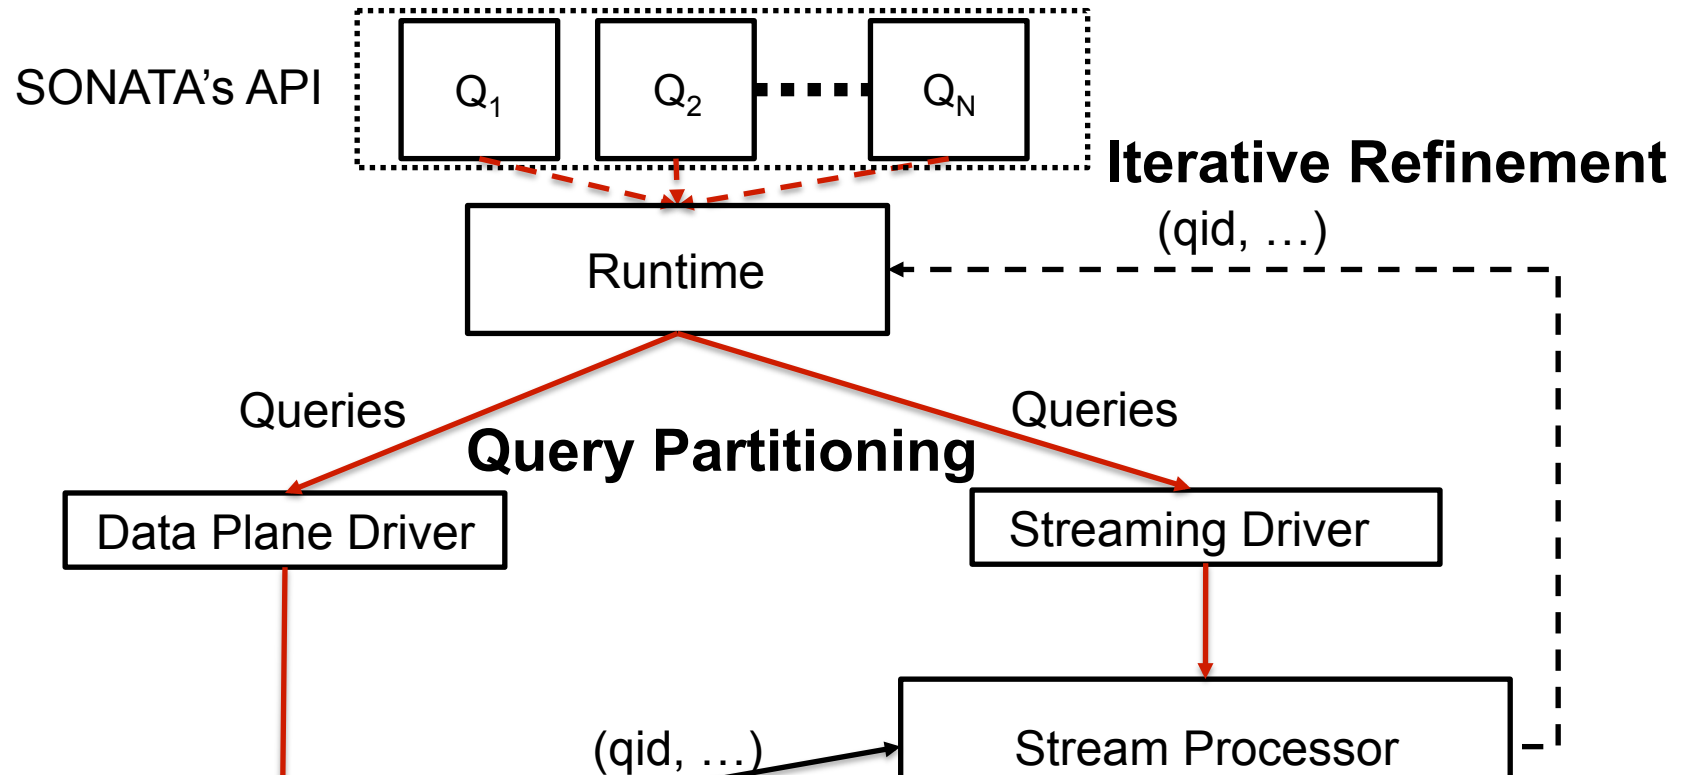 SONATA’s API
Q1
Q2
QN
Iterative Refinement
(qid, …)
Runtime
Queries
Queries
Query Partitioning
Data Plane Driver
Streaming Driver
(qid, …)
Stream Processor